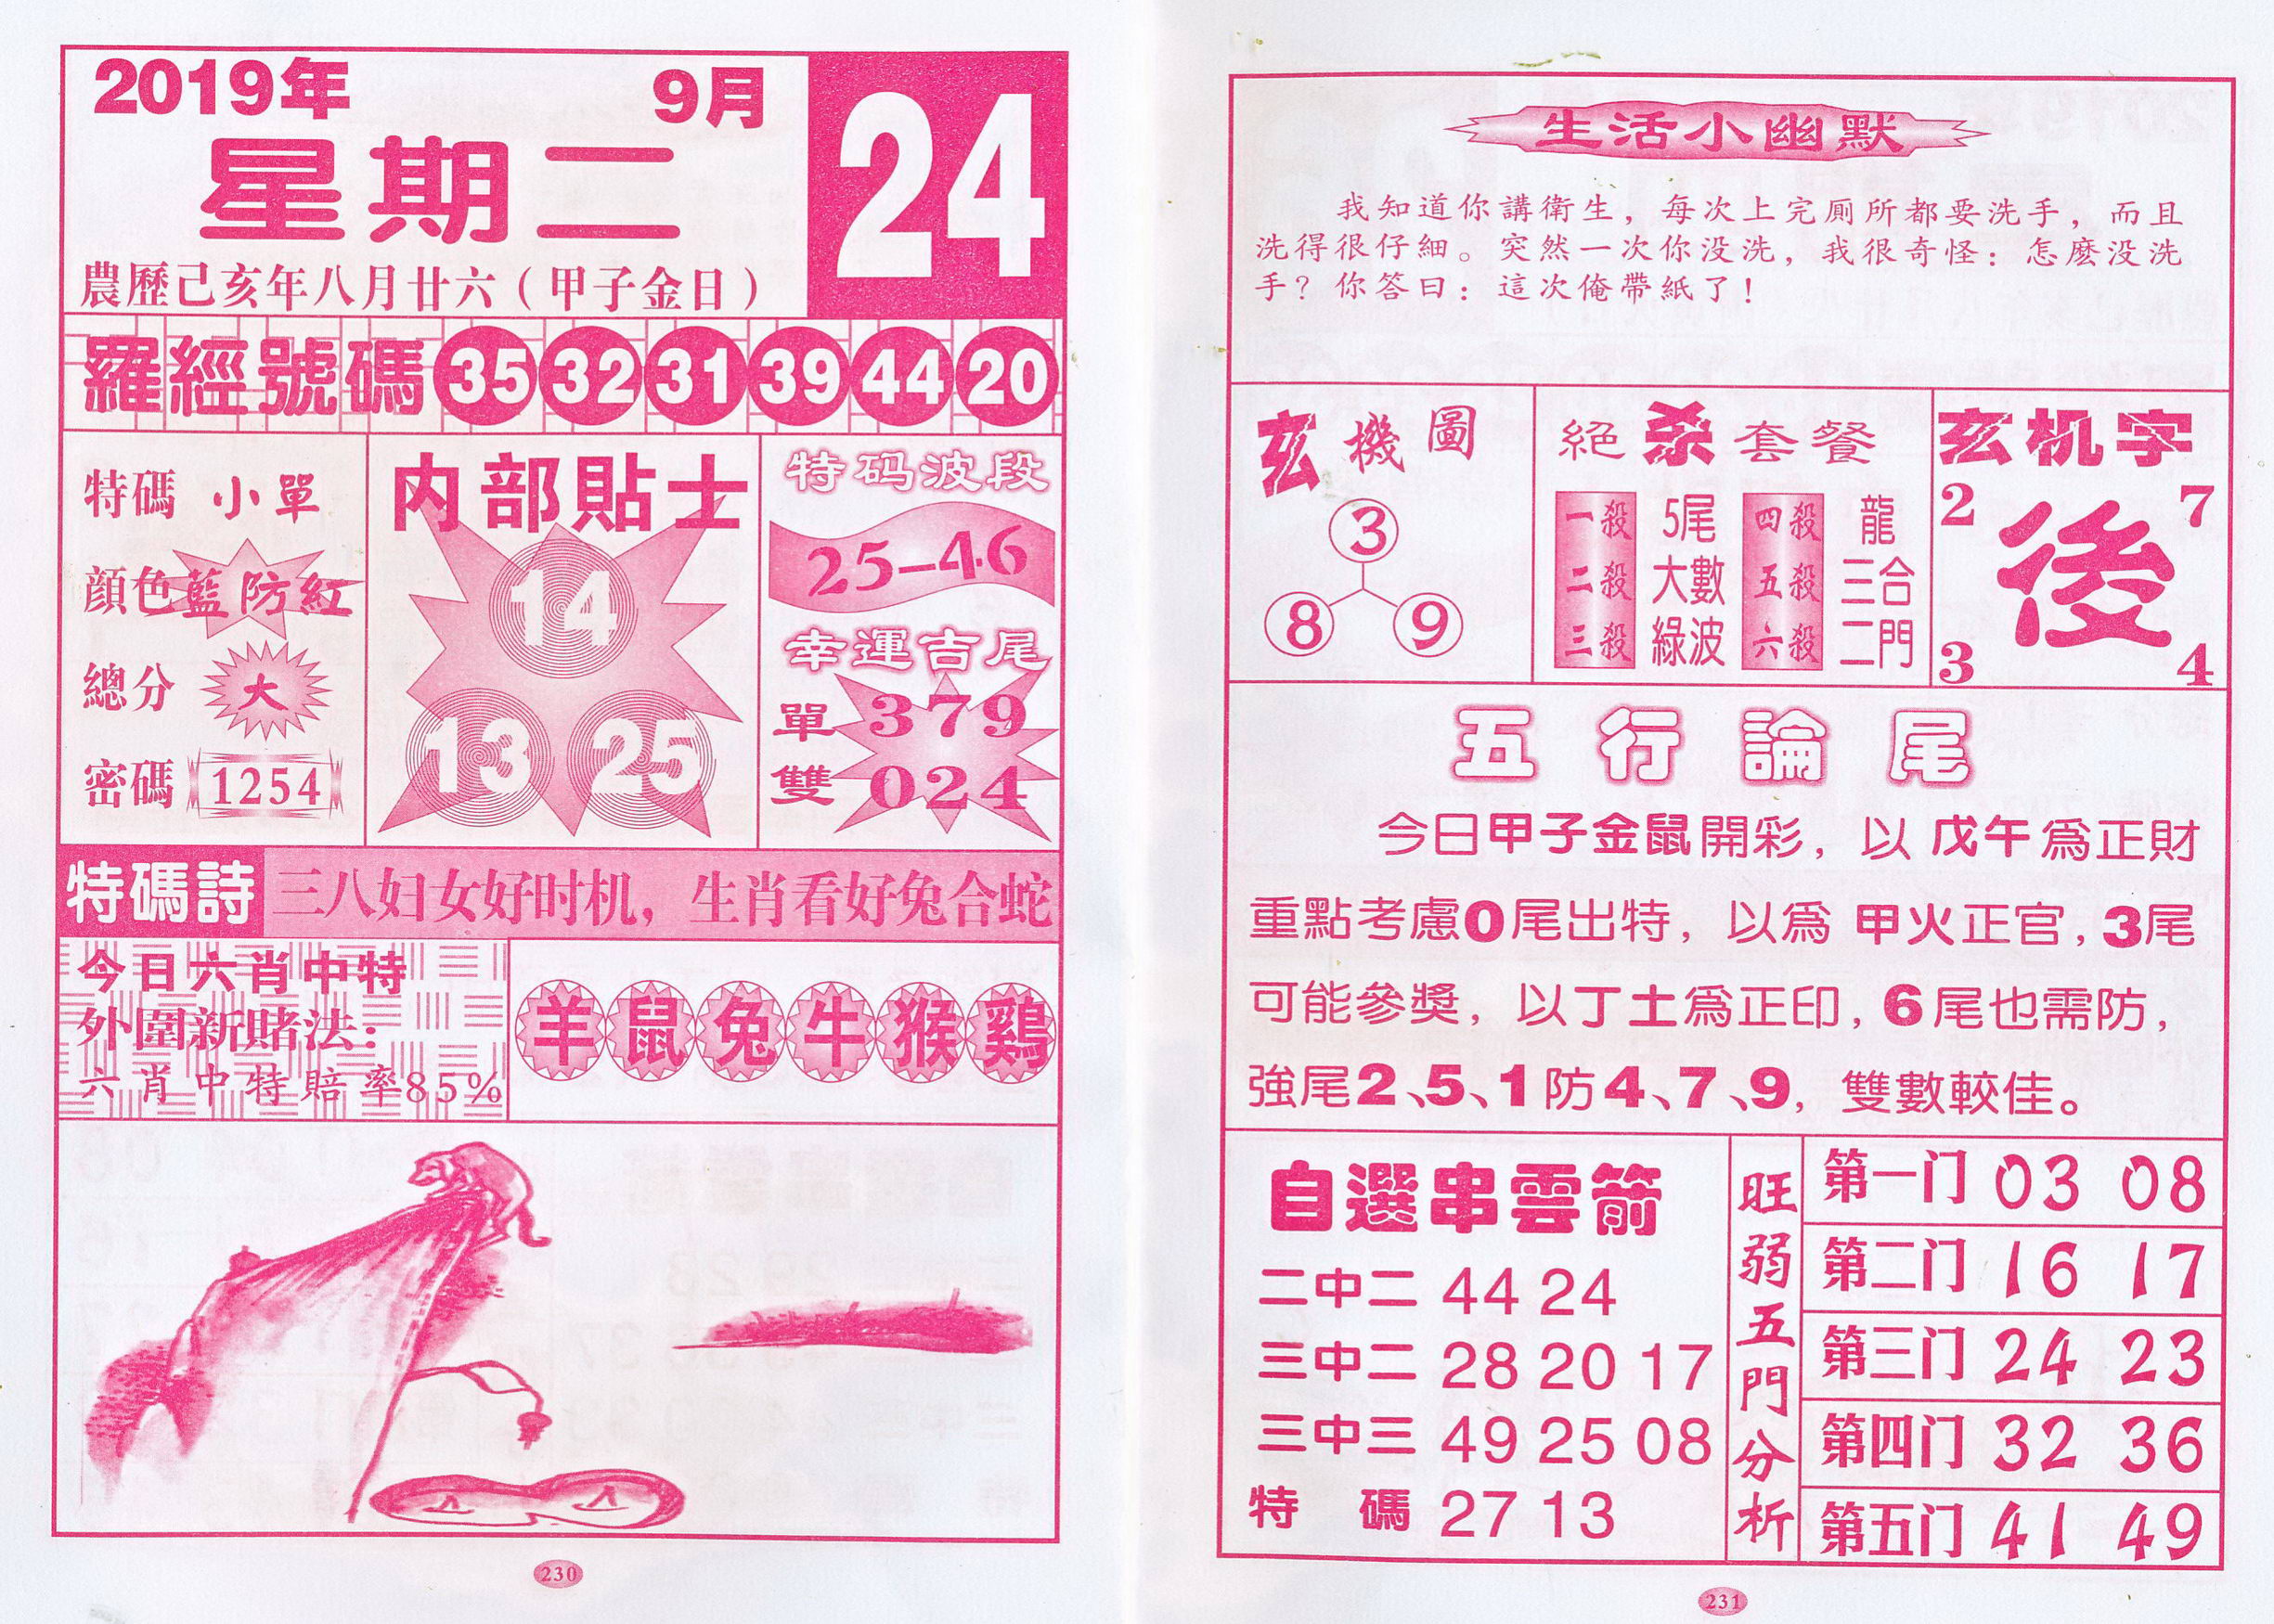 2019年 9月 24
星期二
農歷己亥年八月廿六（甲子金日）
羅經號碼 35 32 31 39 44 20
特碼 小單
顔色 藍防紅
總分 大
密碼 1254
内部貼士
14
13 25
特码波段
25—46
幸運吉尾
單 379
雙 024
特碼詩 三八妇女好时机，生肖看好兔合蛇
今日六肖中特
外圍新賭法：
六肖中特賠率85%
羊 鼠 兔 牛 猴 鷄
230
生活小幽默
我知道你講衛生，每次上完厠所都要洗手，而且
洗得很仔細。突然一次你没洗，我很奇怪：怎麽没洗
手？你答曰：這次俺帶紙了！
玄機圖
3
8 9
絕杀套餐
一殺 5尾 四殺 龍
二殺 大數 五殺 三合
三殺 綠波 六殺 二門
玄机字
2 7
後
3 4
五行論尾
今日甲子金鼠開彩，以戊午爲正財
重點考慮0尾出特，以爲甲火正官，3尾
可能參獎，以丁土爲正印，6尾也需防，
強尾2、5、1防4、7、9，雙數較佳。
自選串雲箭
二中二 44 24
三中二 28 20 17
三中三 49 25 08
特碼 27 13
旺弱五門分析
第一门 03 08
第二门 16 17
第三门 24 23
第四门 32 36
第五门 41 49
231